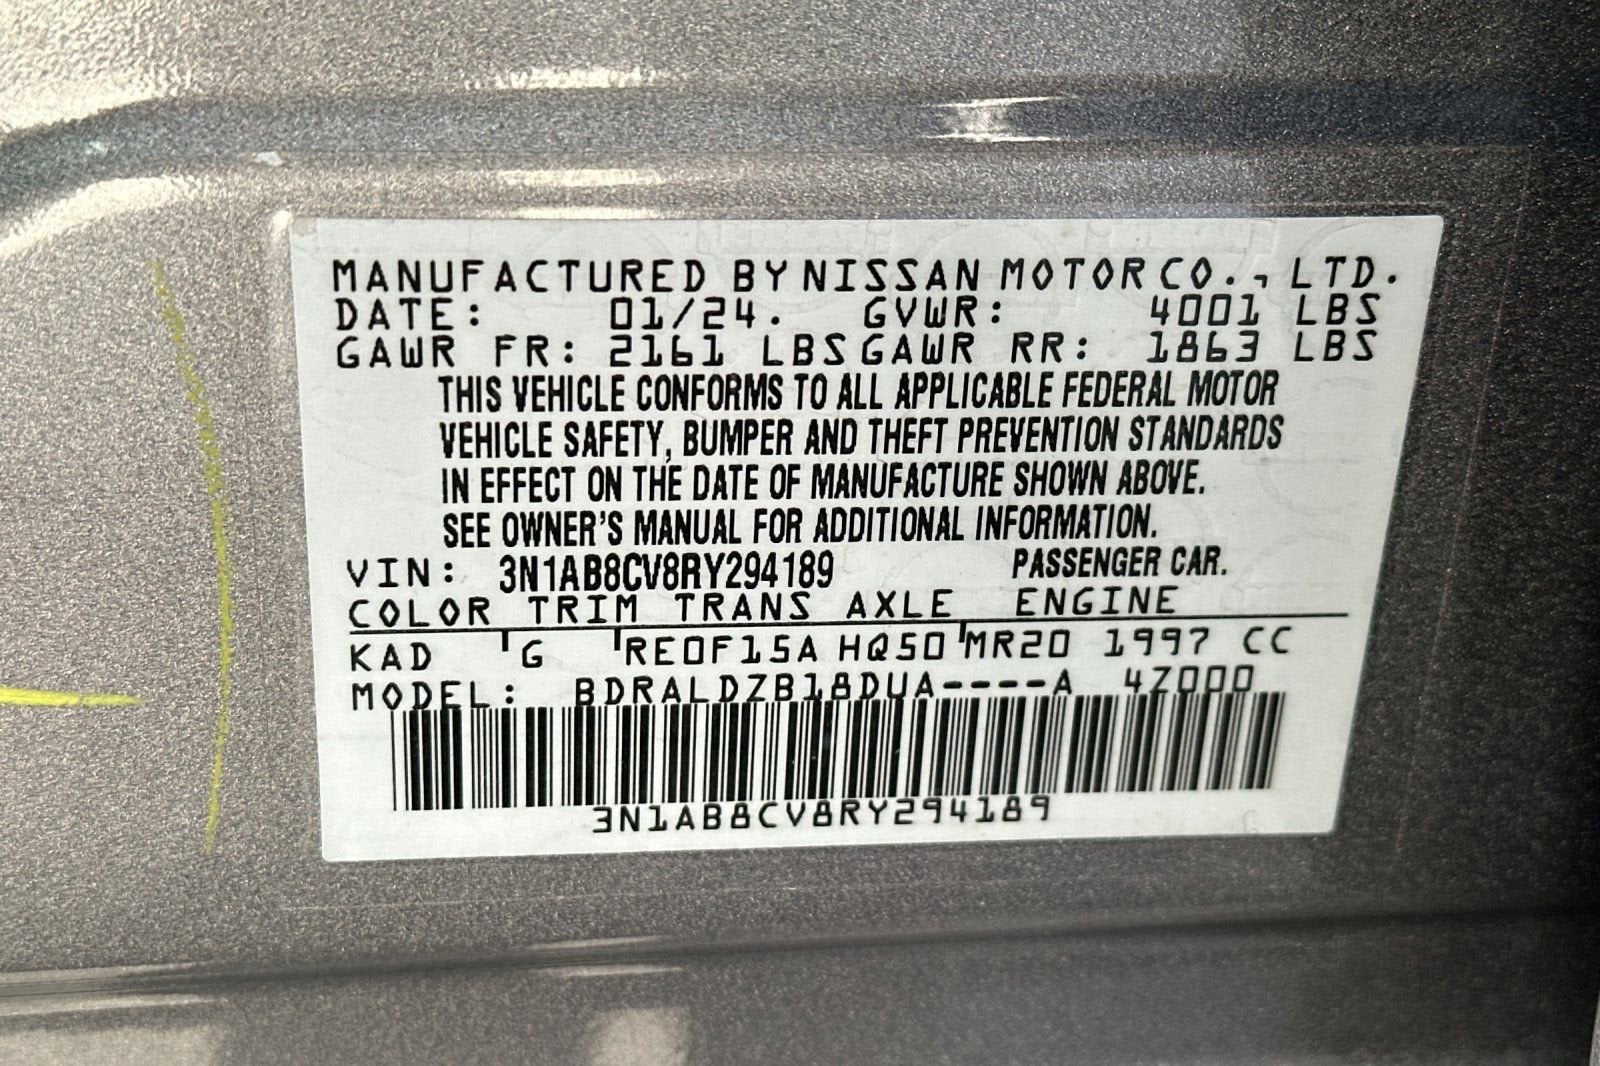 MANUFACTURED BY NISSAN MOTOR CO., LTD.
DATE: 01/24. GVWR: 4001 LBS
GAWR FR: 2161 LBS GAWR RR: 1863 LBS
THIS VEHICLE CONFORMS TO ALL APPLICABLE FEDERAL MOTOR
VEHICLE SAFETY, BUMPER AND THEFT PREVENTION STANDARDS
IN EFFECT ON THE DATE OF MANUFACTURE SHOWN ABOVE.
SEE OWNER'S MANUAL FOR ADDITIONAL INFORMATION.
VIN: 3N1AB8CV8RY294189 PASSENGER CAR.
COLOR TRIM TRANS AXLE ENGINE
KAD G RE0F15A HQ50 MR20 1997 CC
MODEL: BDRALDZB18DUA----A 4Z000
3N1AB8CV8RY294189